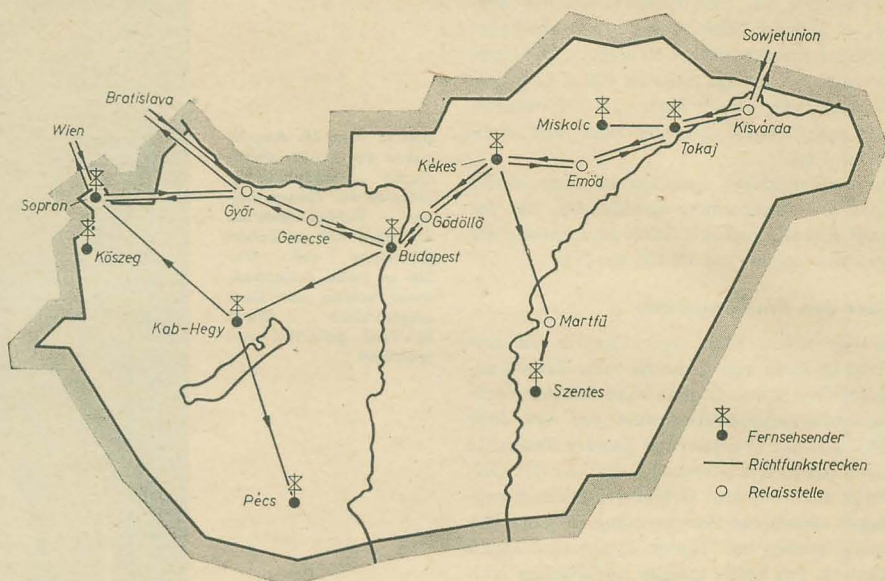 Sowjetunion
Bratislava
Wien
Miskolc
Kisvárda
Tokaj
Kékes
Emöd
Sopron
Győr
Gödöllő
Gerecse
Budapest
Köszeg
Kab-Hegy
Martfü
Szentes
Pécs
Fernsehsender
Richtfunkstrecken
Relaisstelle